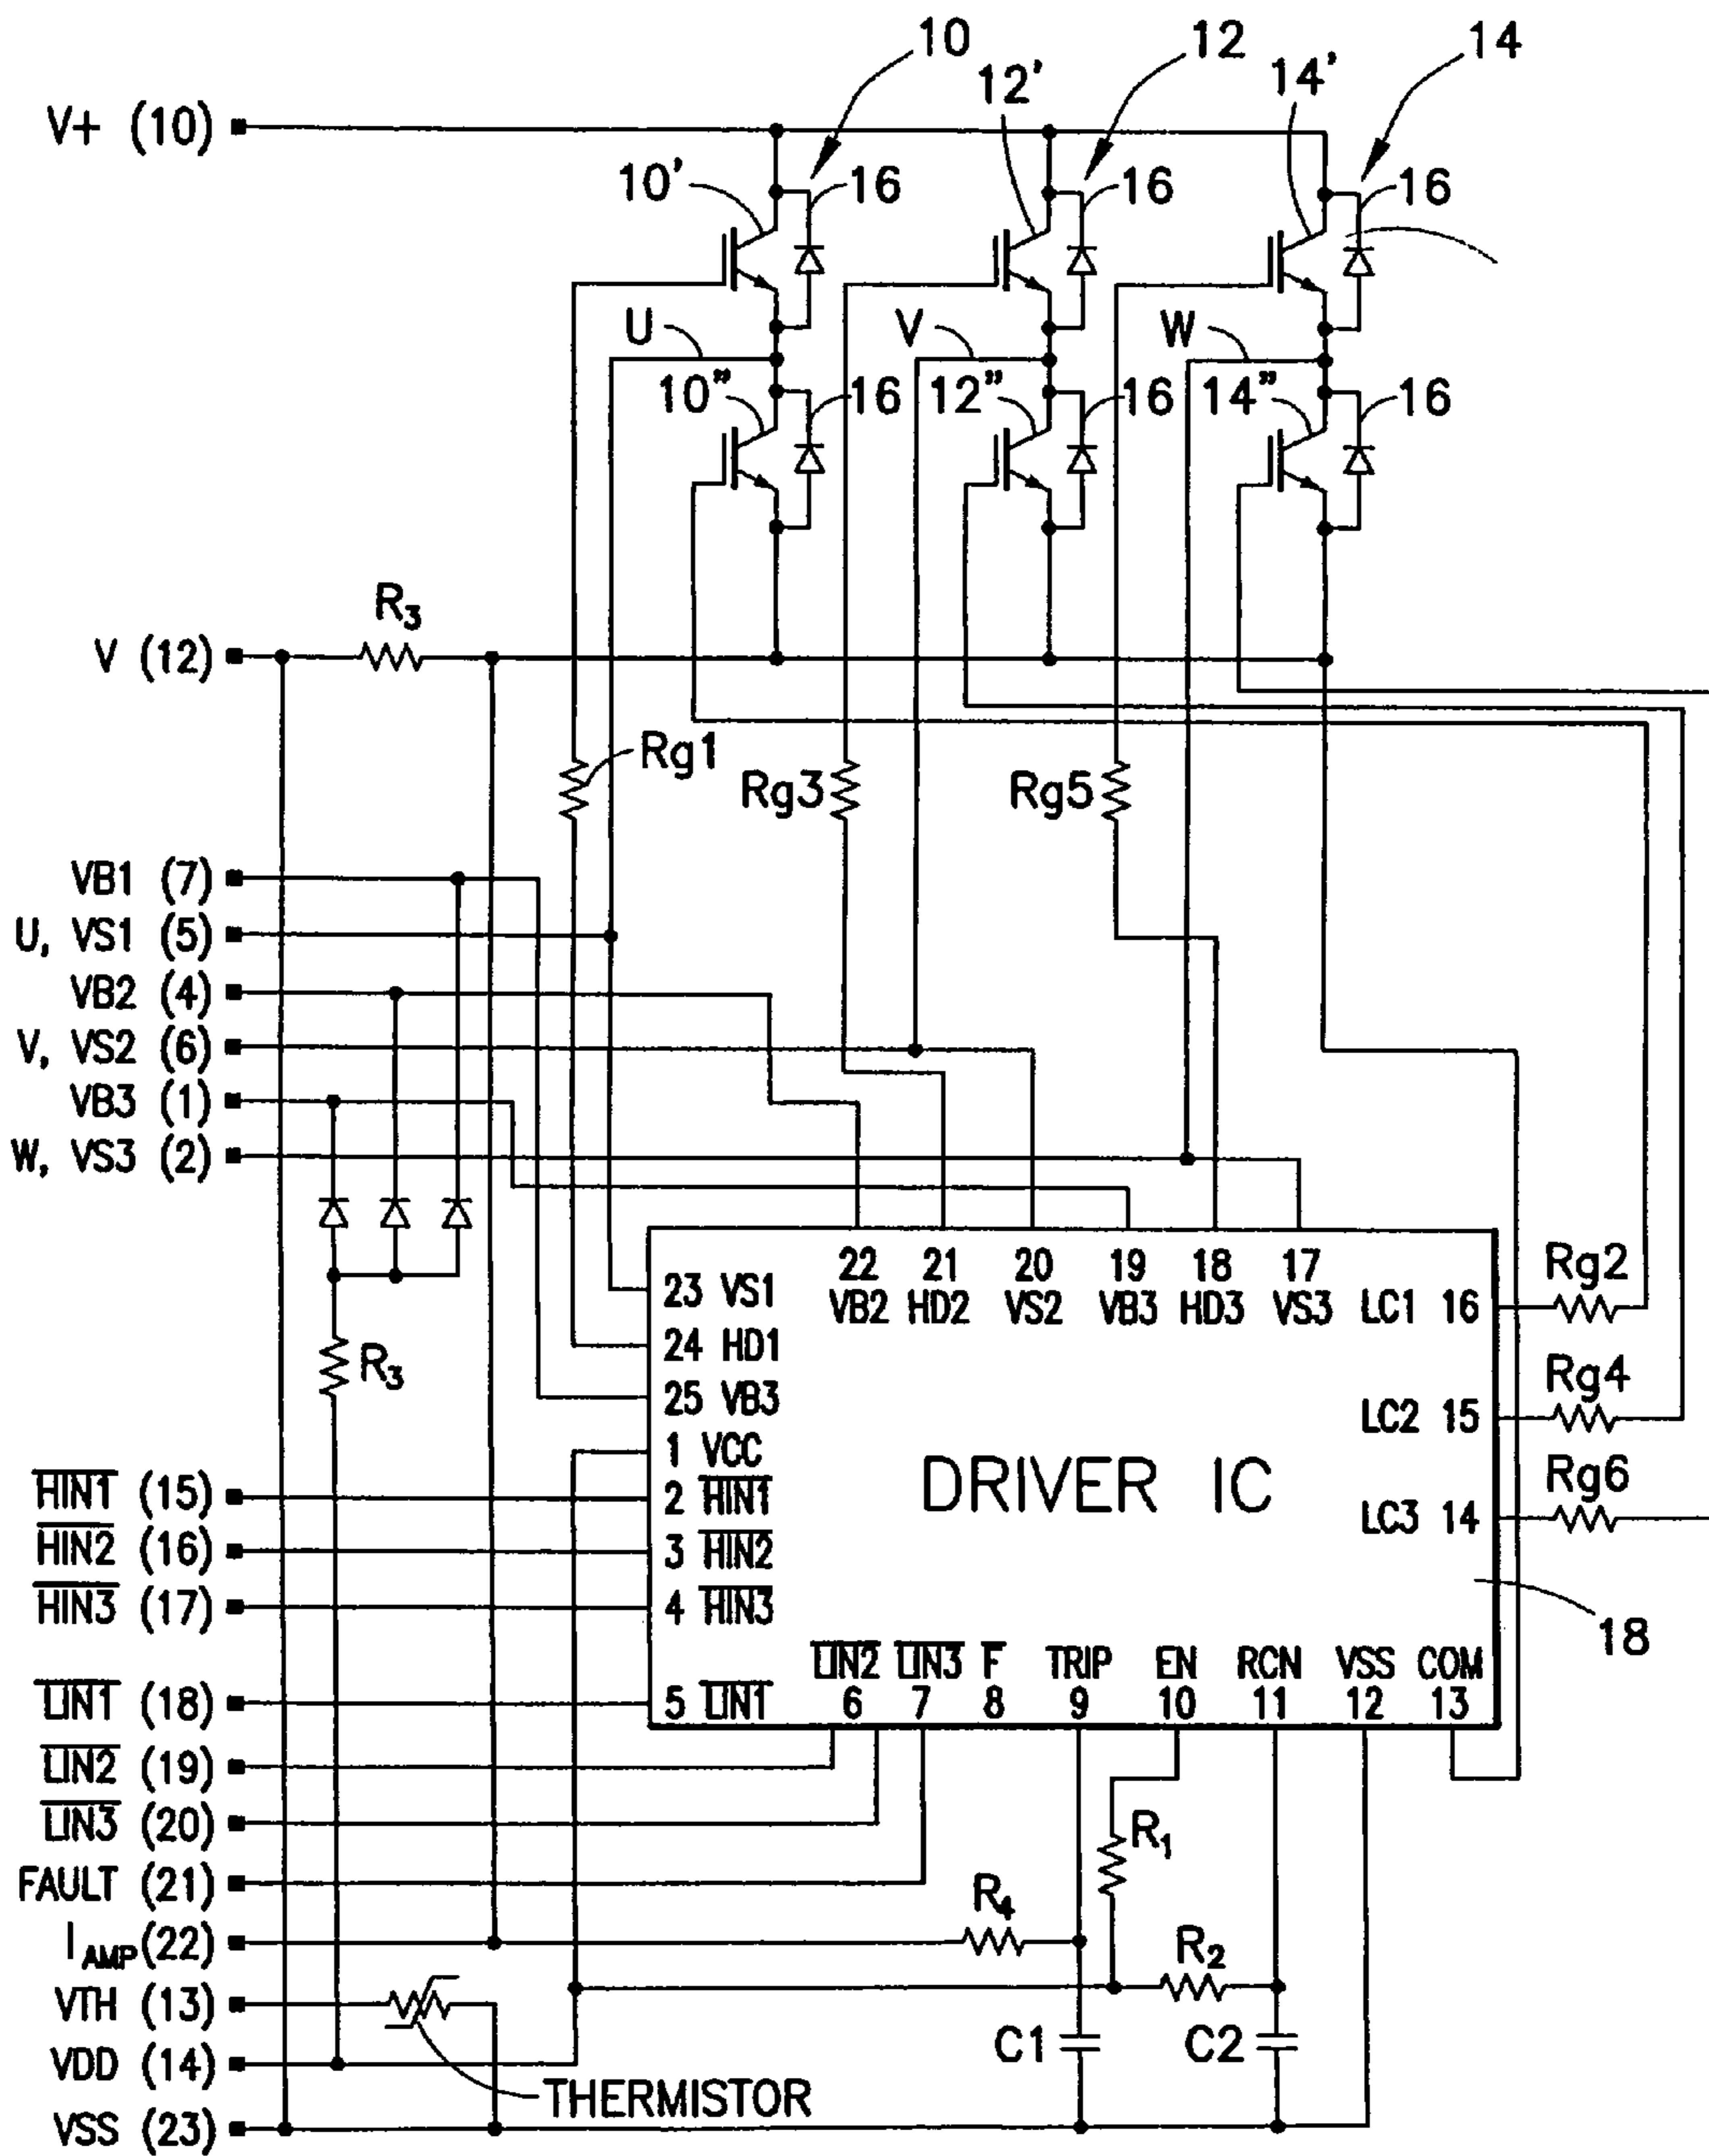 10
12
14
V+ (10)
12'
14'
10'
16
16
16
U
V
W
10"
16
12"
16
14"
16
R3
V (12)
Rg1
Rg3
Rg5
VB1 (7)
U, VS1 (5)
VB2 (4)
V, VS2 (6)
VB3 (1)
W, VS3 (2)
22 21 20 19 18 17
VB2 HD2 VS2 VB3 HD3 VS3
23 VS1
24 HD1
25 VB3
1 VCC
2 HIN1
3 HIN2
4 HIN3
5 LIN1
LC1 16
LC2 15
LC3 14
Rg2
Rg4
Rg6
R3
DRIVER IC
18
HIN1 (15)
HIN2 (16)
HIN3 (17)
LIN2 LIN3 F TRIP EN RCN VSS COM
6 7 8 9 10 11 12 13
LIN1 (18)
LIN2 (19)
LIN3 (20)
FAULT (21)
IAMP(22)
VTH (13)
VDD (14)
VSS (23)
R1
R4
R2
C1
C2
THERMISTOR